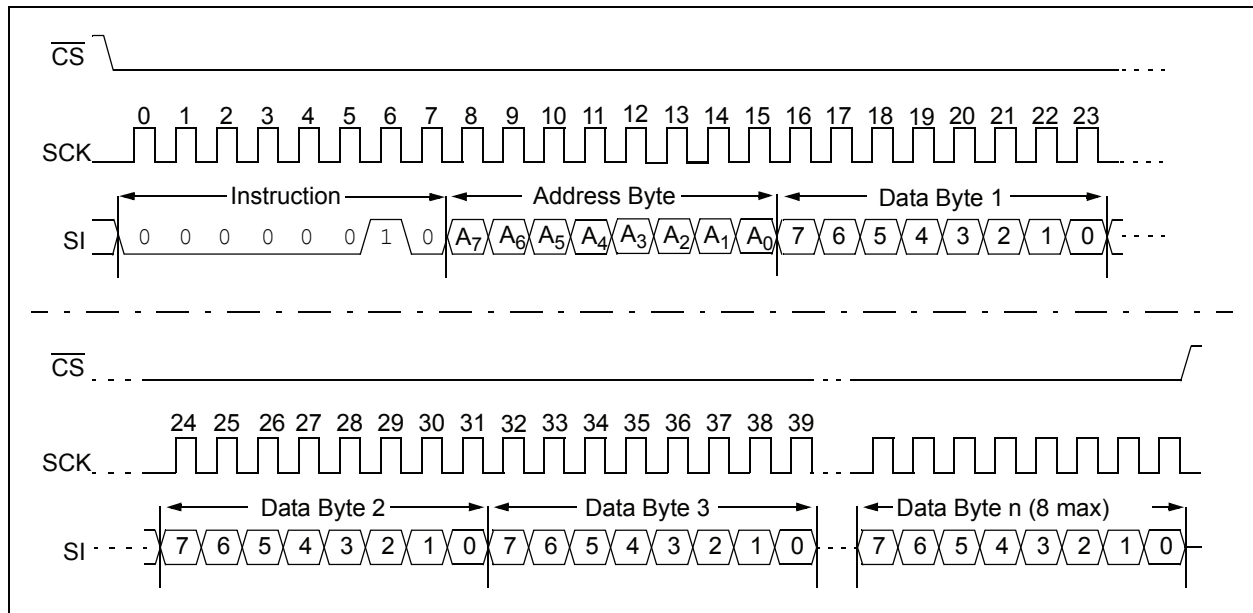 CS
0 1 2 3 4 5 6 7 8 9 10 11 12 13 14 15 16 17 18 19 20 21 22 23
SCK
Instruction Address Byte Data Byte 1
SI 0 0 0 0 0 0 1 0 A7 A6 A5 A4 A3 A2 A1 A0 7 6 5 4 3 2 1 0
CS
24 25 26 27 28 29 30 31 32 33 34 35 36 37 38 39
SCK
Data Byte 2 Data Byte 3 Data Byte n (8 max)
SI 7 6 5 4 3 2 1 0 7 6 5 4 3 2 1 0 7 6 5 4 3 2 1 0